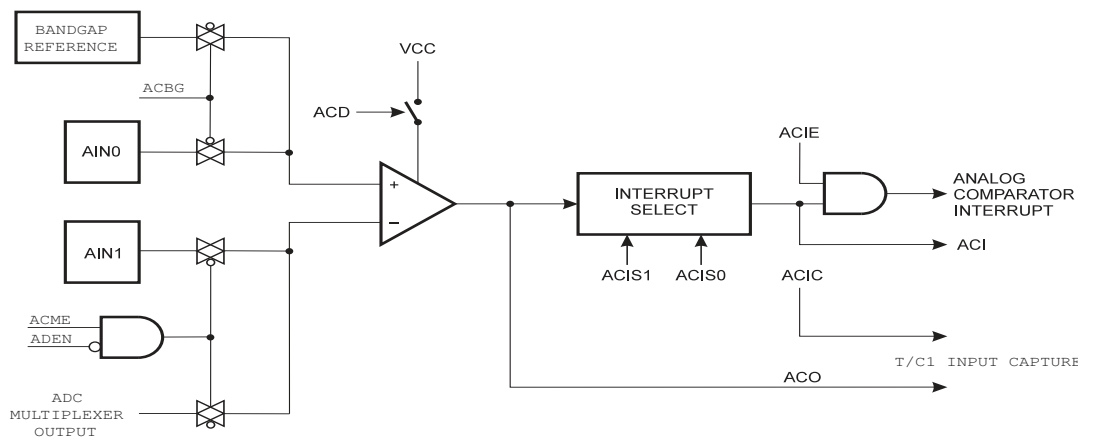 BANDGAP
REFERENCE
ACBG
AIN0
VCC
ACD
+
−
AIN1
ACME
ADEN
ADC
MULTIPLEXER
OUTPUT
INTERRUPT
SELECT
ACIS1
ACIS0
ACIE
ANALOG
COMPARATOR
INTERRUPT
ACI
ACIC
T/C1 INPUT CAPTURE
ACO